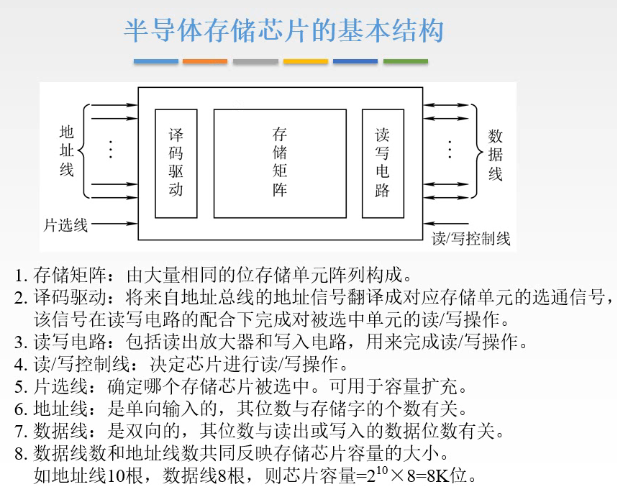 半导体存储芯片的基本结构
地址线
译码驱动
存储矩阵
读写电路
数据线
片选线
读/写控制线
1. 存储矩阵：由大量相同的位存储单元阵列构成。
2. 译码驱动：将来自地址总线的地址信号翻译成对应存储单元的选通信号，
该信号在读写电路的配合下完成对被选中单元的读/写操作。
3. 读写电路：包括读出放大器和写入电路，用来完成读/写操作。
4. 读/写控制线：决定芯片进行读/写操作。
5. 片选线：确定哪个存储芯片被选中。可用于容量扩充。
6. 地址线：是单向输入的，其位数与存储字的个数有关。
7. 数据线：是双向的，其位数与读出或写入的数据位数有关。
8. 数据线数和地址线数共同反映存储芯片容量的大小。
如地址线10根，数据线8根，则芯片容量=2¹⁰×8=8K位。